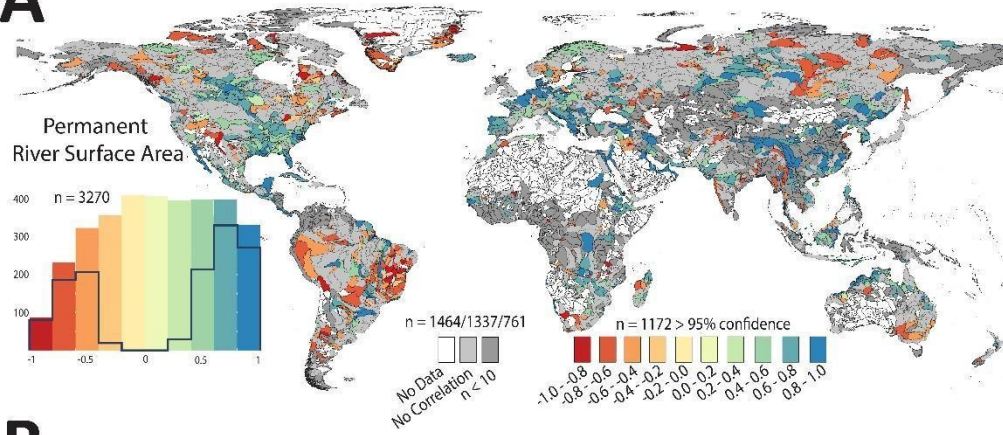 A
Permanent
River Surface Area
n = 3270
400
300
200
100
-1
-0.5
0
0.5
1
n = 1464/1337/761
No Data
No Correlation
n < 10
n = 1172 > 95% confidence
-1.0 - -0.8
-0.8 - -0.6
-0.6 - -0.4
-0.4 - -0.2
-0.2 - 0.0
0.0 - 0.2
0.2 - 0.4
0.4 - 0.6
0.6 - 0.8
0.8 - 1.0
B